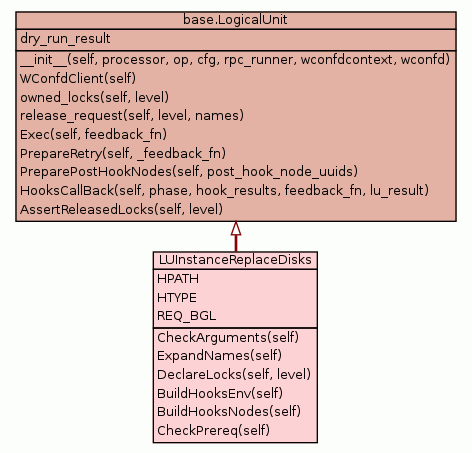 base.LogicalUnit
dry_run_result
__init__(self, processor, op, cfg, rpc_runner, wconfdcontext, wconfd)
WConfdClient(self)
owned_locks(self, level)
release_request(self, level, names)
Exec(self, feedback_fn)
PrepareRetry(self, _feedback_fn)
PreparePostHookNodes(self, post_hook_node_uuids)
HooksCallBack(self, phase, hook_results, feedback_fn, lu_result)
AssertReleasedLocks(self, level)
LUInstanceReplaceDisks
HPATH
HTYPE
REQ_BGL
CheckArguments(self)
ExpandNames(self)
DeclareLocks(self, level)
BuildHooksEnv(self)
BuildHooksNodes(self)
CheckPrereq(self)